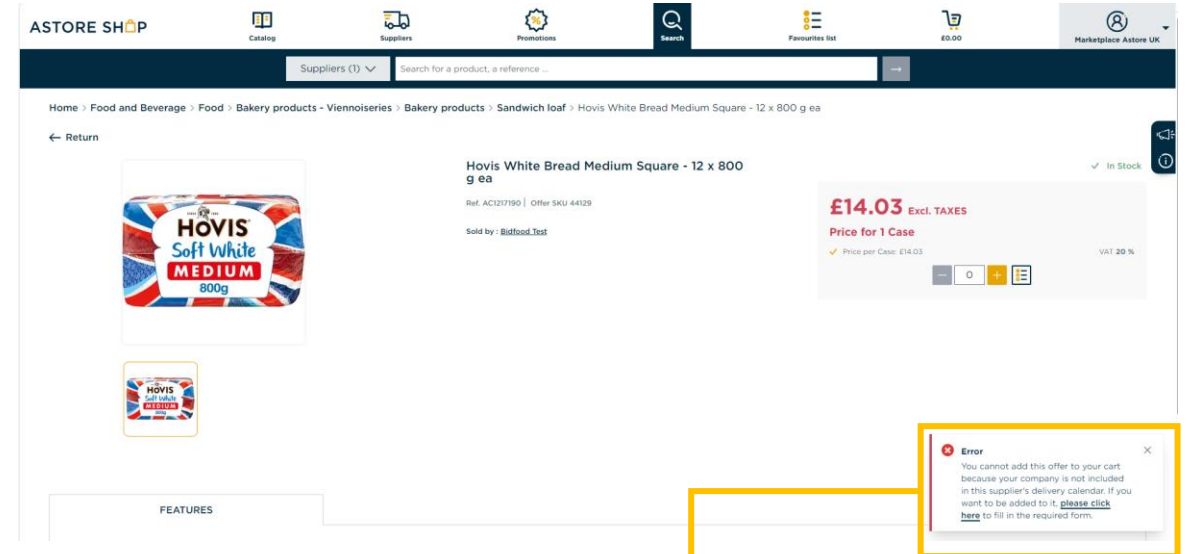 ASTORE SHOP
Catalog
Suppliers
Promotions
Search
Favourites list
£0.00
Marketplace Astore UK
Suppliers (1)
Search for a product, a reference ...
Home > Food and Beverage > Food > Bakery products - Viennoiseries > Bakery products > Sandwich loaf > Hovis White Bread Medium Square - 12 x 800 g ea
← Return
Hovis White Bread Medium Square - 12 x 800
g ea
Ref. AC1217190 | Offer SKU 44129
Sold by : Bidfood Test
In Stock
£14.03 Excl. TAXES
Price for 1 Case
Price per Case: £14.03
VAT 20 %
− 0 +
HOVIS
Soft White
MEDIUM
800g
HOVIS
Soft White
MEDIUM
800g
Error
You cannot add this offer to your cart
because your company is not included
in this supplier's delivery calendar. If you
want to be added to it, please click
here to fill in the required form.
FEATURES